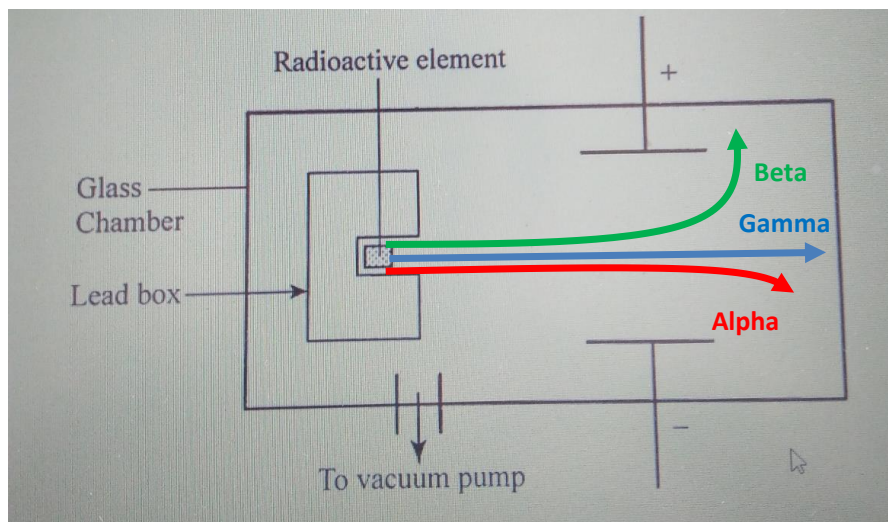 Radioactive element
+
Glass
Chamber
Beta
Gamma
Lead box
Alpha
−
To vacuum pump